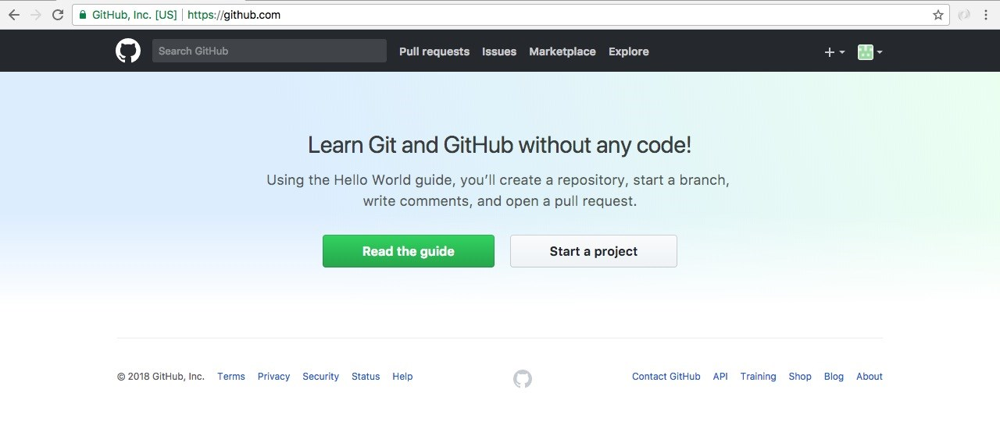 GitHub, Inc. [US] https://github.com
Search GitHub Pull requests Issues Marketplace Explore
Learn Git and GitHub without any code!
Using the Hello World guide, you’ll create a repository, start a branch,
write comments, and open a pull request.
Read the guide Start a project
© 2018 GitHub, Inc. Terms Privacy Security Status Help Contact GitHub API Training Shop Blog About